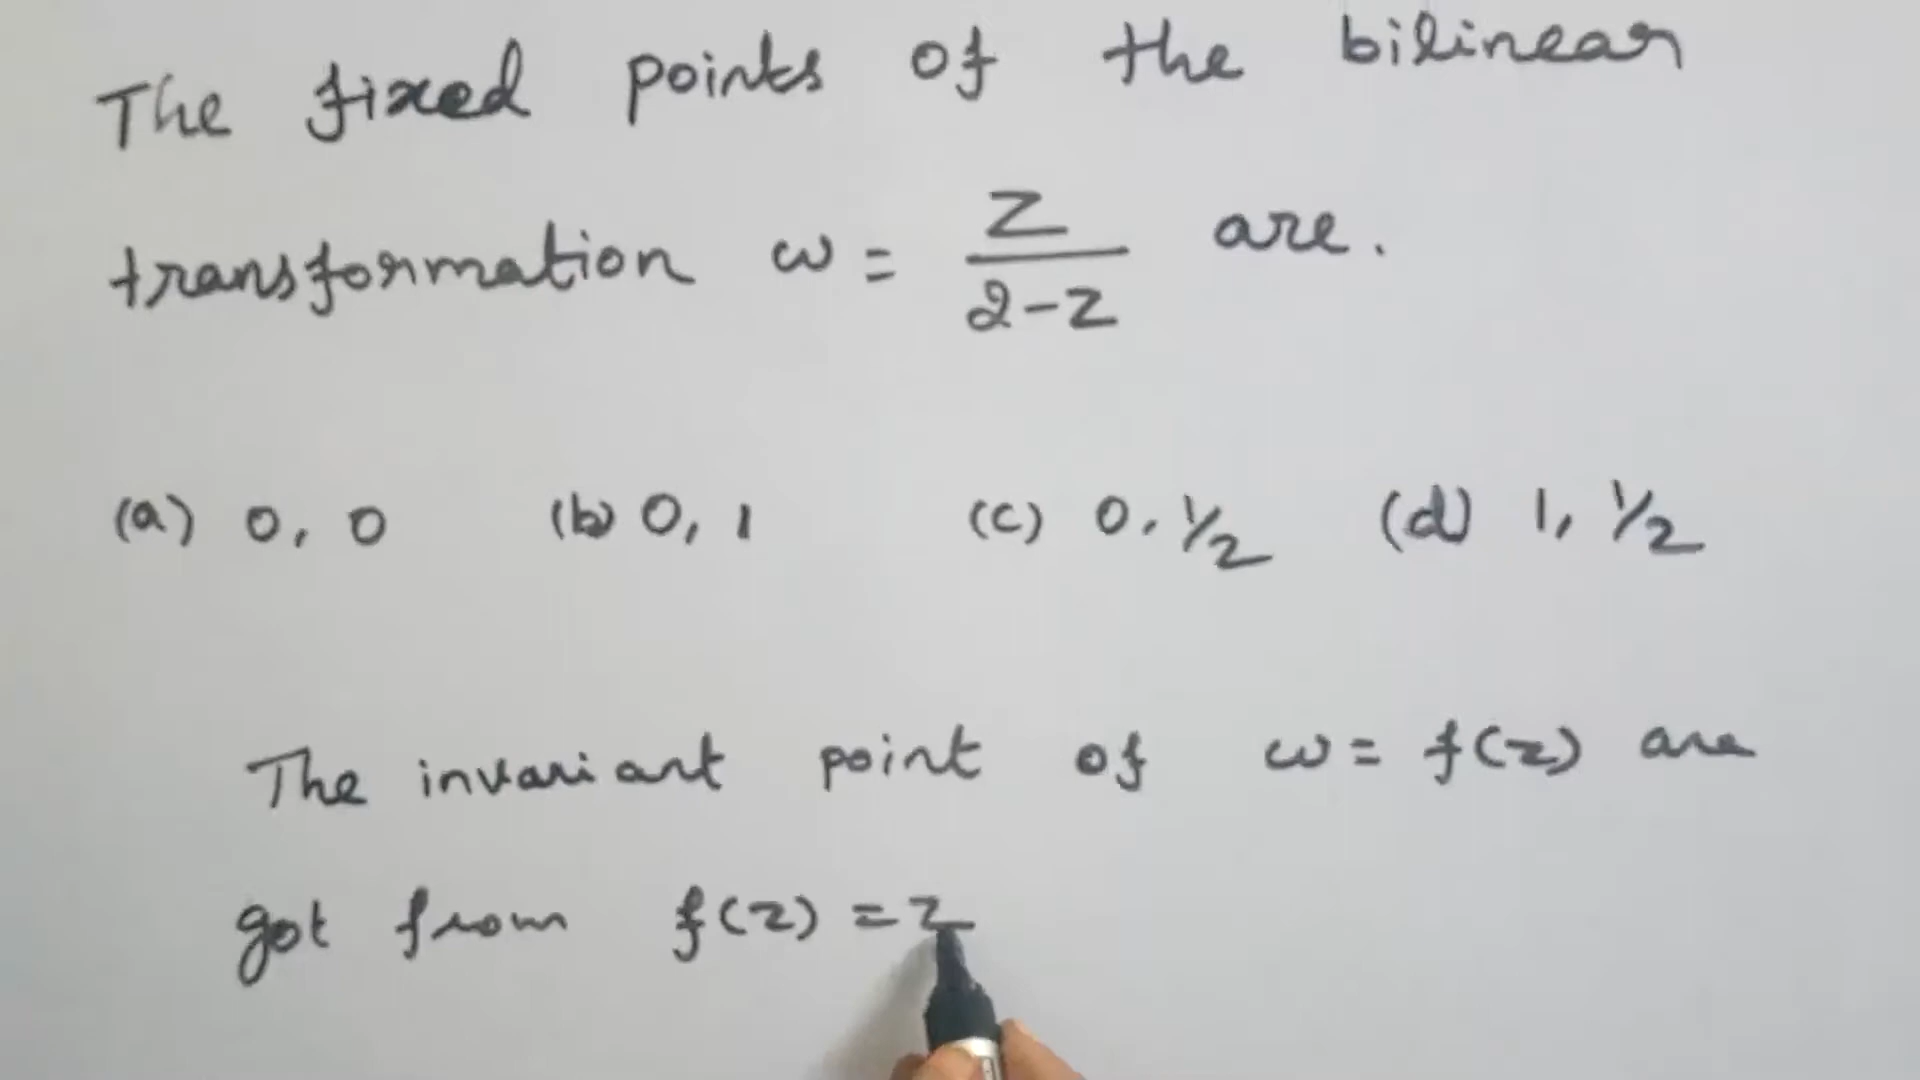 The fixed points of the bilinear
transformation ω = z/(2-z) are.
(a) 0, 0 (b) 0, 1 (c) 0, 1/2 (d) 1, 1/2
The invariant point of ω = f(z) are
got from f(z) = z